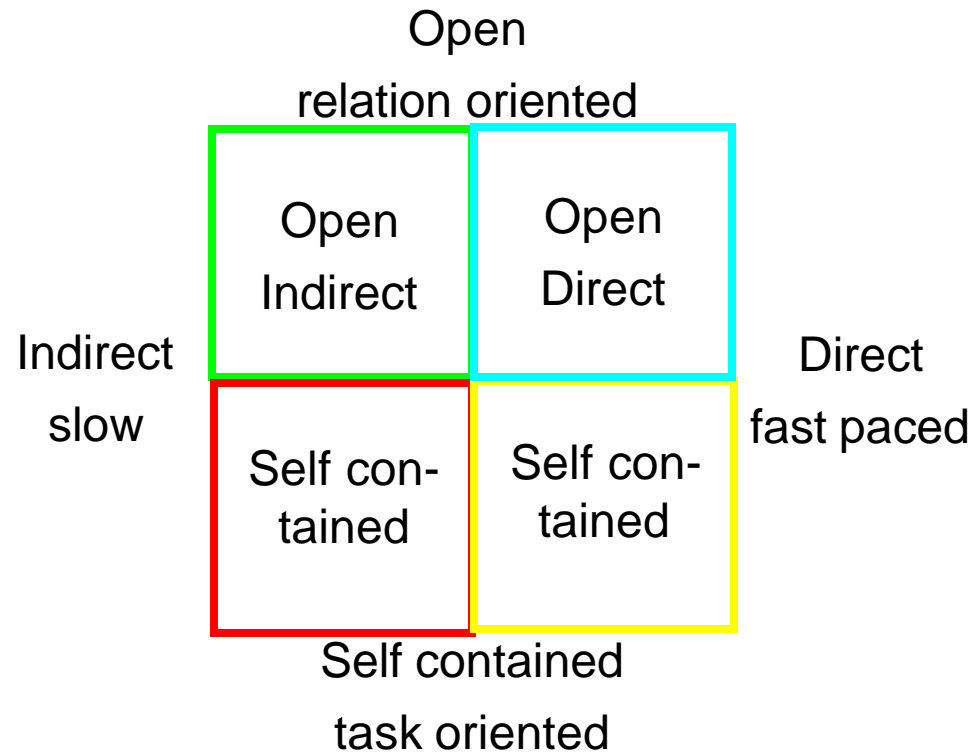 Open
relation oriented
Open
Indirect
Open
Direct
Indirect
slow
Direct
fast paced
Self con-
tained
Self con-
tained
Self contained
task oriented